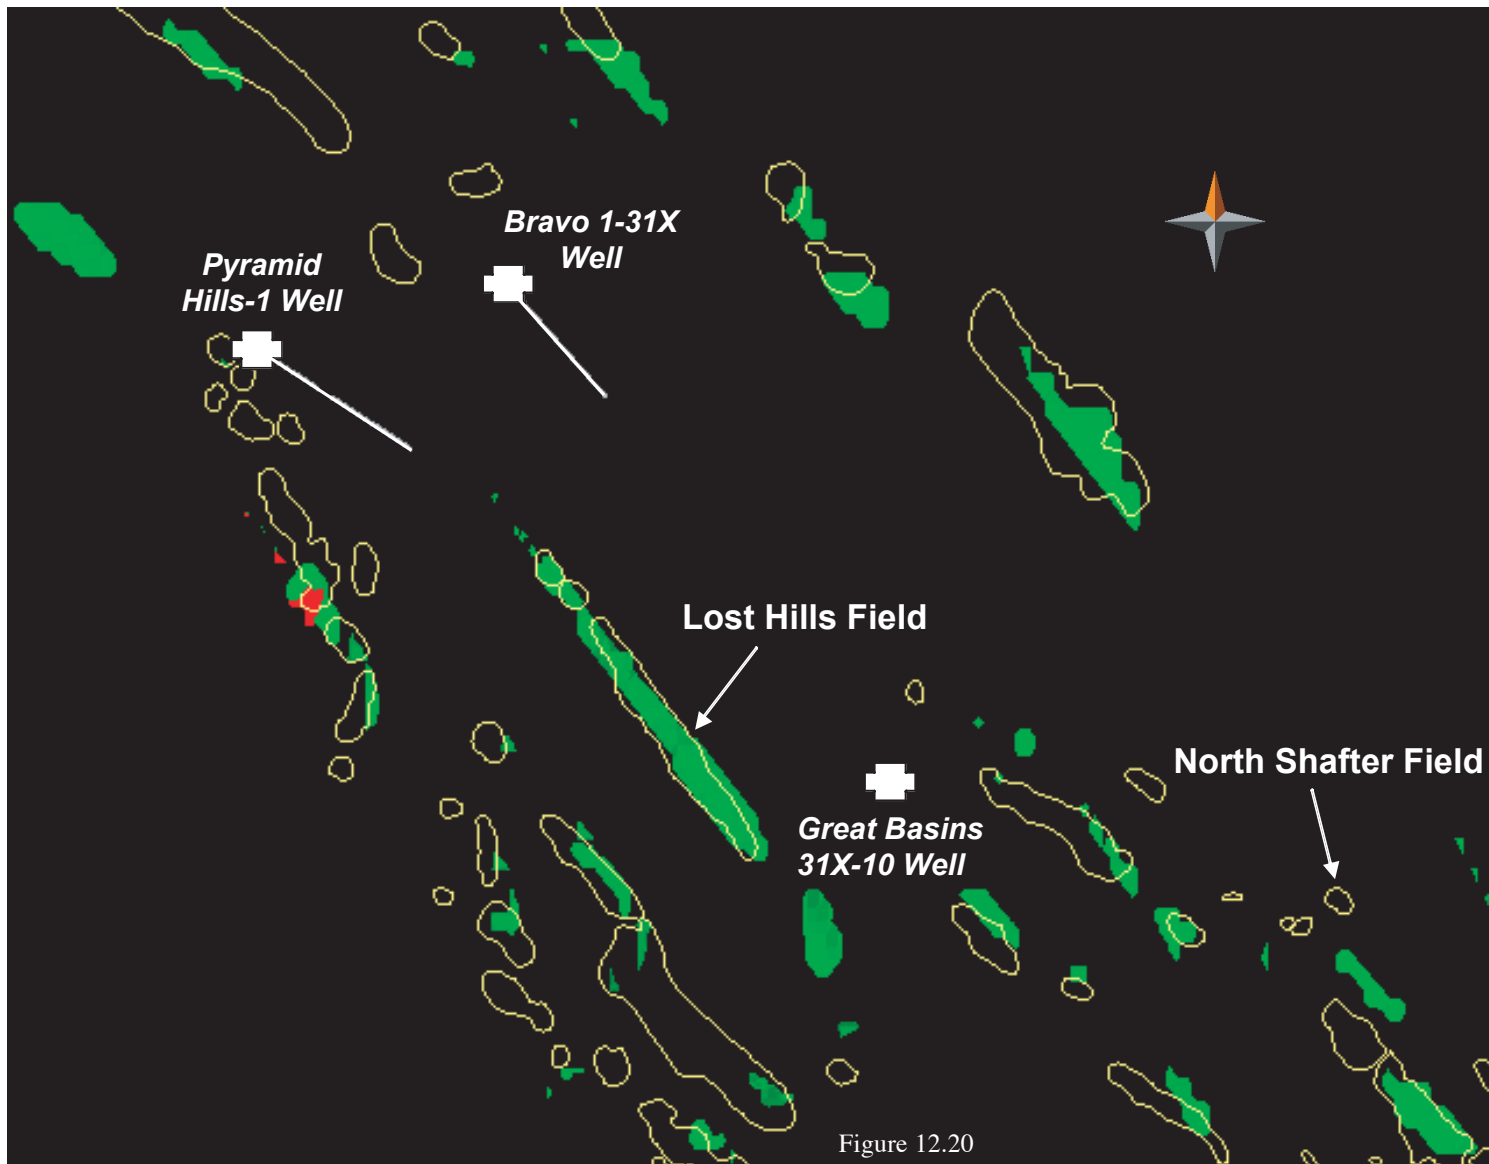 Bravo 1-31X
Well
Pyramid
Hills-1 Well
Lost Hills Field
North Shafter Field
Great Basins
31X-10 Well
Figure 12.20